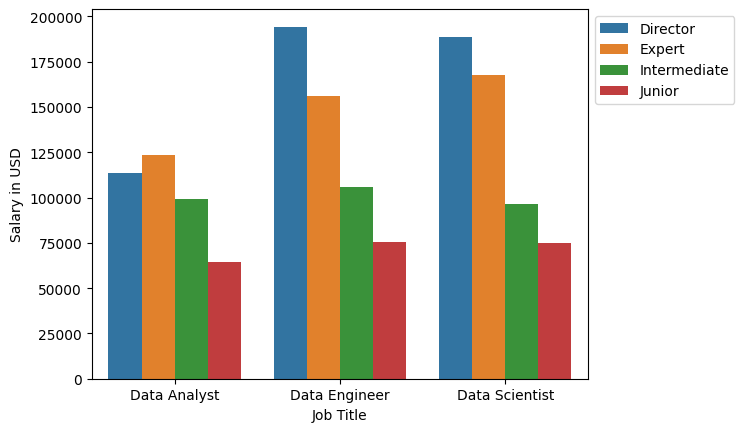 200000
175000
150000
125000
100000
75000
50000
25000
0
Salary in USD
Data Analyst
Data Engineer
Data Scientist
Job Title
Director
Expert
Intermediate
Junior